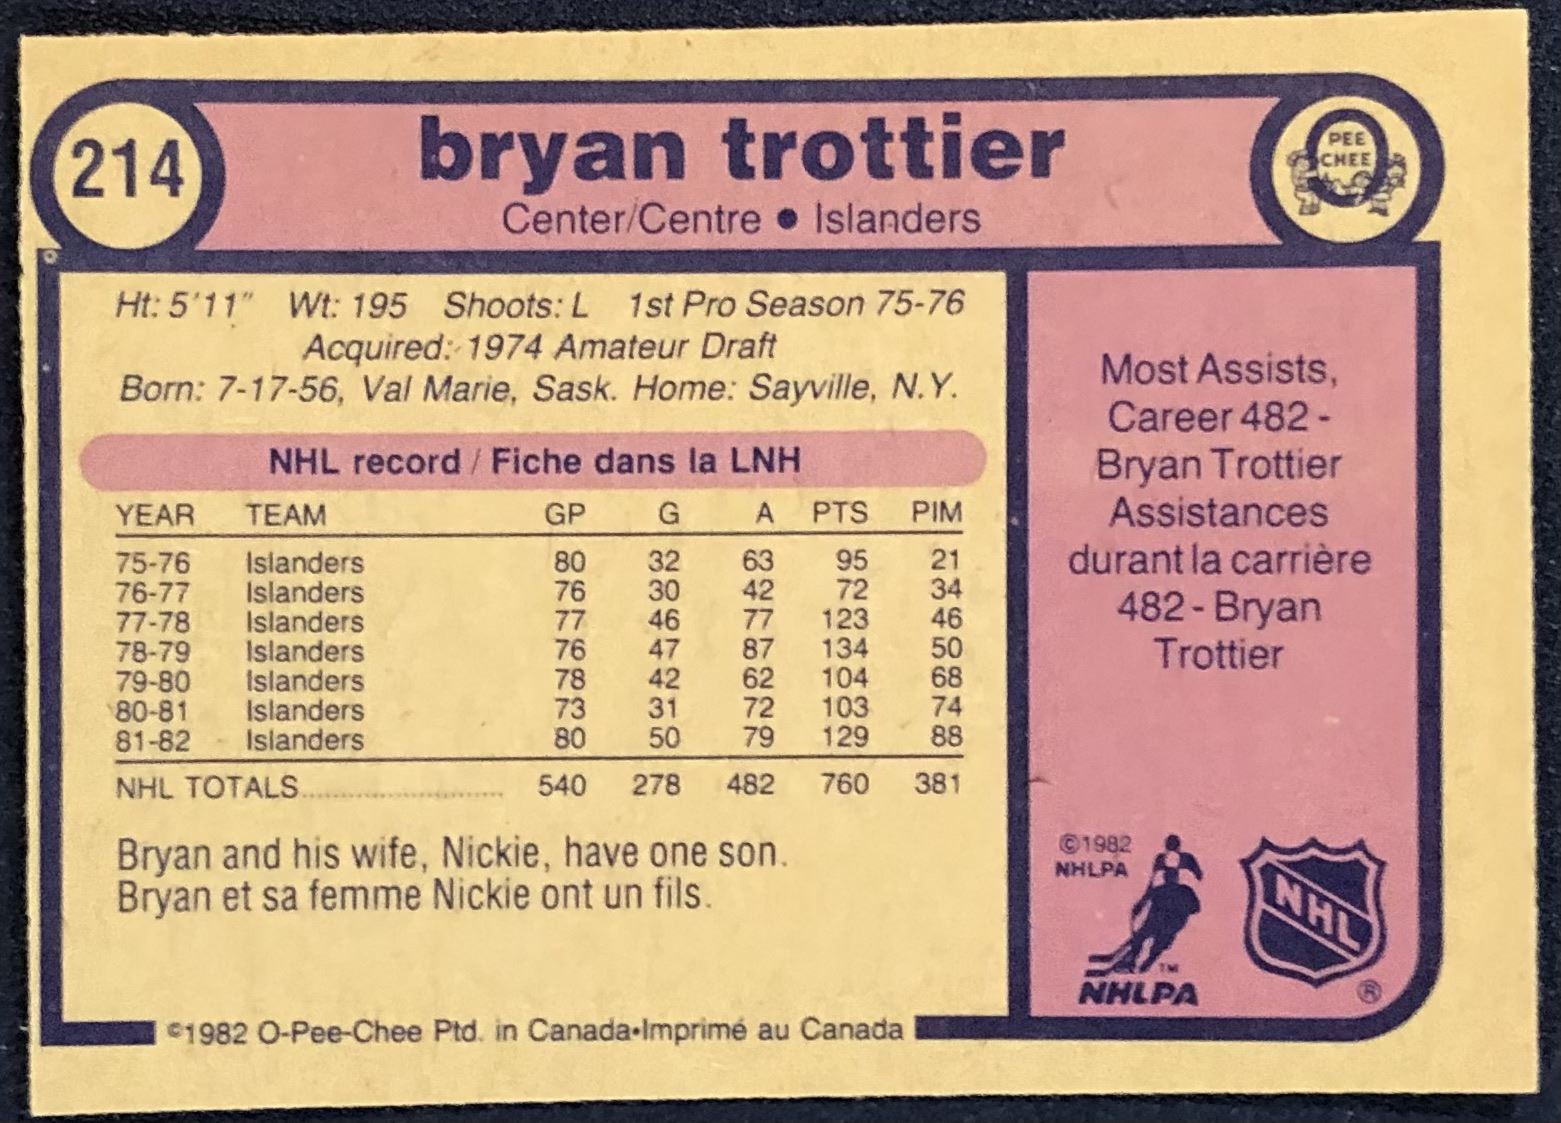 214
bryan trottier
Center/Centre • Islanders
PEE
CHEE
Ht: 5'11" Wt: 195 Shoots: L 1st Pro Season 75-76
Acquired: 1974 Amateur Draft
Born: 7-17-56, Val Marie, Sask. Home: Sayville, N.Y.
NHL record / Fiche dans la LNH
YEAR TEAM GP G A PTS PIM
75-76 Islanders 80 32 63 95 21
76-77 Islanders 76 30 42 72 34
77-78 Islanders 77 46 77 123 46
78-79 Islanders 76 47 87 134 50
79-80 Islanders 78 42 62 104 68
80-81 Islanders 73 31 72 103 74
81-82 Islanders 80 50 79 129 88
NHL TOTALS.......................... 540 278 482 760 381
Bryan and his wife, Nickie, have one son.
Bryan et sa femme Nickie ont un fils.
Most Assists,
Career 482 -
Bryan Trottier
Assistances
durant la carrière
482 - Bryan
Trottier
©1982
NHLPA
TM
NHLPA
NHL
®
©1982 O-Pee-Chee Ptd. in Canada•Imprimé au Canada